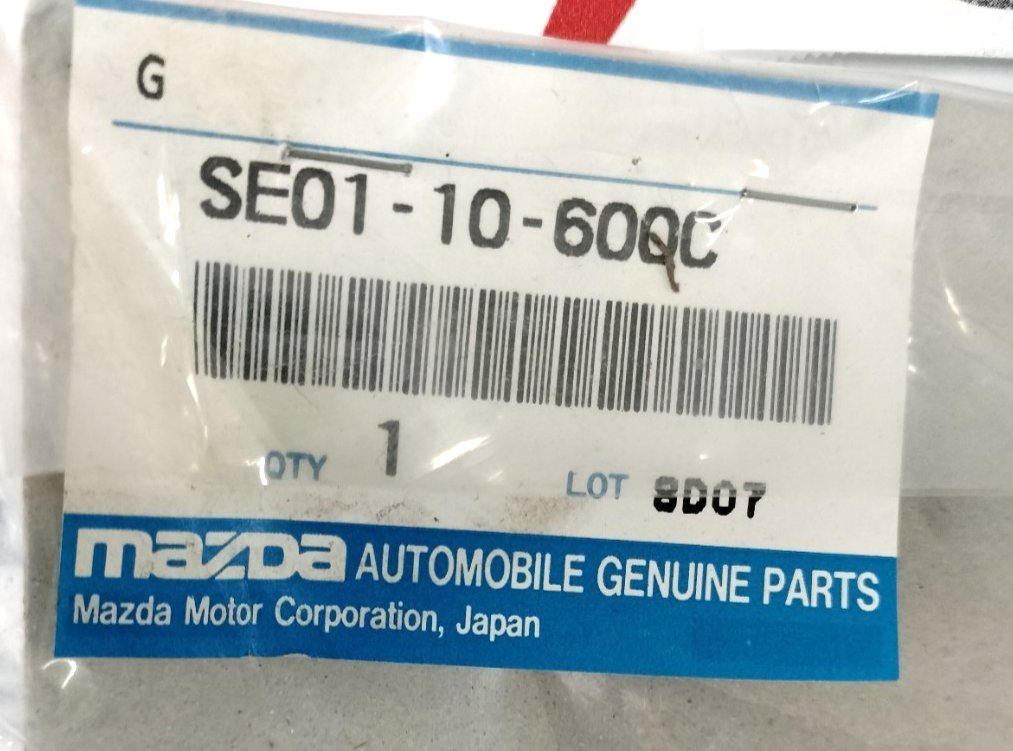 G
SE01-10-600C
QTY 1 LOT 8D07
mazda AUTOMOBILE GENUINE PARTS
Mazda Motor Corporation, Japan